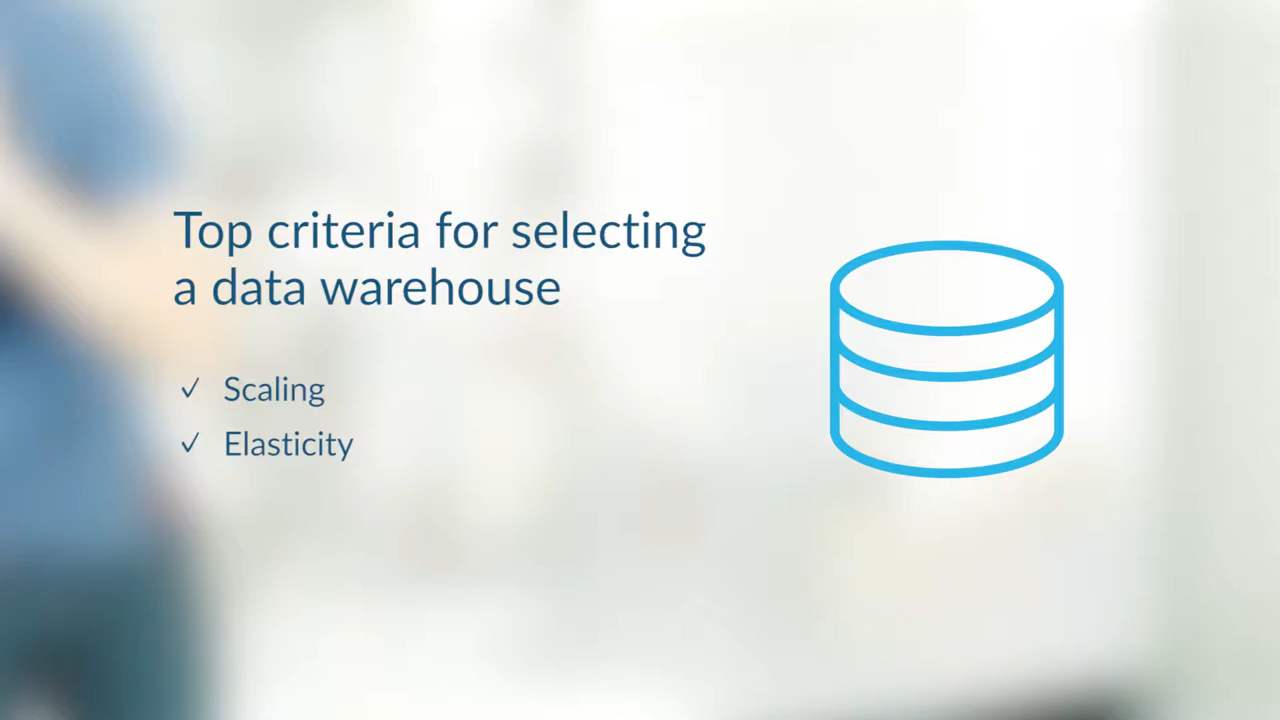 Top criteria for selecting
a data warehouse
✓ Scaling
✓ Elasticity